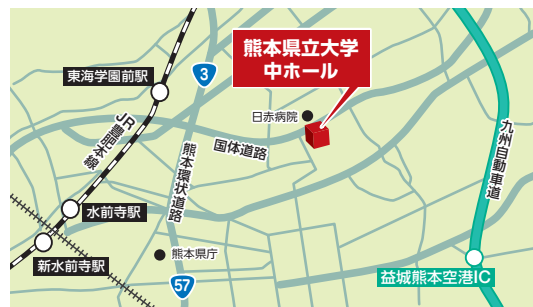 熊本県立大学
中ホール
3
東海学園前駅
日赤病院
JR豊肥本線
国体道路
熊本環状道路
九州自動車道
水前寺駅
新水前寺駅
熊本県庁
57
益城熊本空港IC